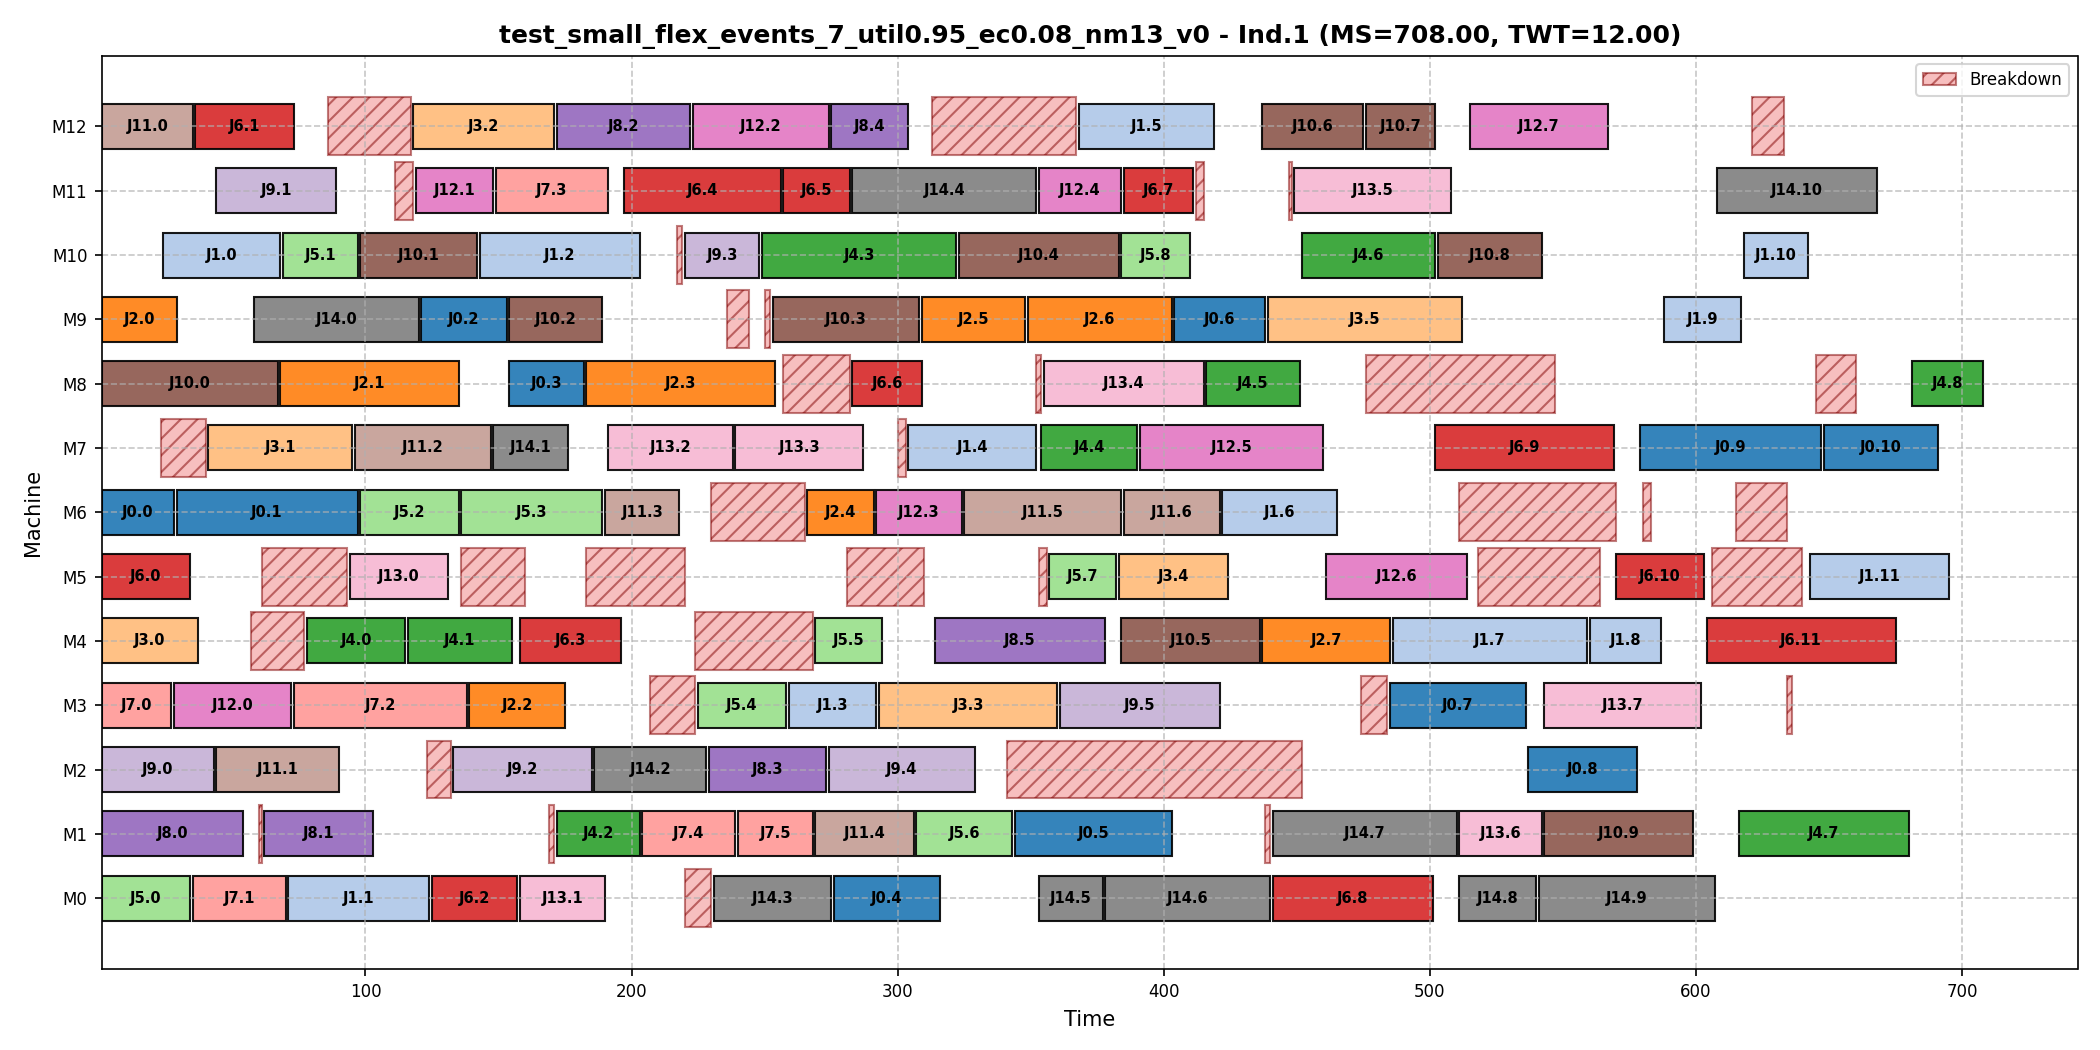 test_small_flex_events_7_util0.95_ec0.08_nm13_v0 - Ind.1 (MS=708.00, TWT=12.00)
Breakdown
M12 J11.0 J6.1 J3.2 J8.2 J12.2 J8.4 J1.5 J10.6 J10.7 J12.7
M11 J9.1 J12.1 J7.3 J6.4 J6.5 J14.4 J12.4 J6.7 J13.5 J14.10
M10 J1.0 J5.1 J10.1 J1.2 J9.3 J4.3 J10.4 J5.8 J4.6 J10.8 J1.10
M9 J2.0 J14.0 J0.2 J10.2 J10.3 J2.5 J2.6 J0.6 J3.5 J1.9
M8 J10.0 J2.1 J0.3 J2.3 J6.6 J13.4 J4.5 J4.8
M7 J3.1 J11.2 J14.1 J13.2 J13.3 J1.4 J4.4 J12.5 J6.9 J0.9 J0.10
M6 J0.0 J0.1 J5.2 J5.3 J11.3 J2.4 J12.3 J11.5 J11.6 J1.6
M5 J6.0 J13.0 J5.7 J3.4 J12.6 J6.10 J1.11
M4 J3.0 J4.0 J4.1 J6.3 J5.5 J8.5 J10.5 J2.7 J1.7 J1.8 J6.11
M3 J7.0 J12.0 J7.2 J2.2 J5.4 J1.3 J3.3 J9.5 J0.7 J13.7
M2 J9.0 J11.1 J9.2 J14.2 J8.3 J9.4 J0.8
M1 J8.0 J8.1 J4.2 J7.4 J7.5 J11.4 J5.6 J0.5 J14.7 J13.6 J10.9 J4.7
M0 J5.0 J7.1 J1.1 J6.2 J13.1 J14.3 J0.4 J14.5 J14.6 J6.8 J14.8 J14.9
Machine
100 200 300 400 500 600 700
Time